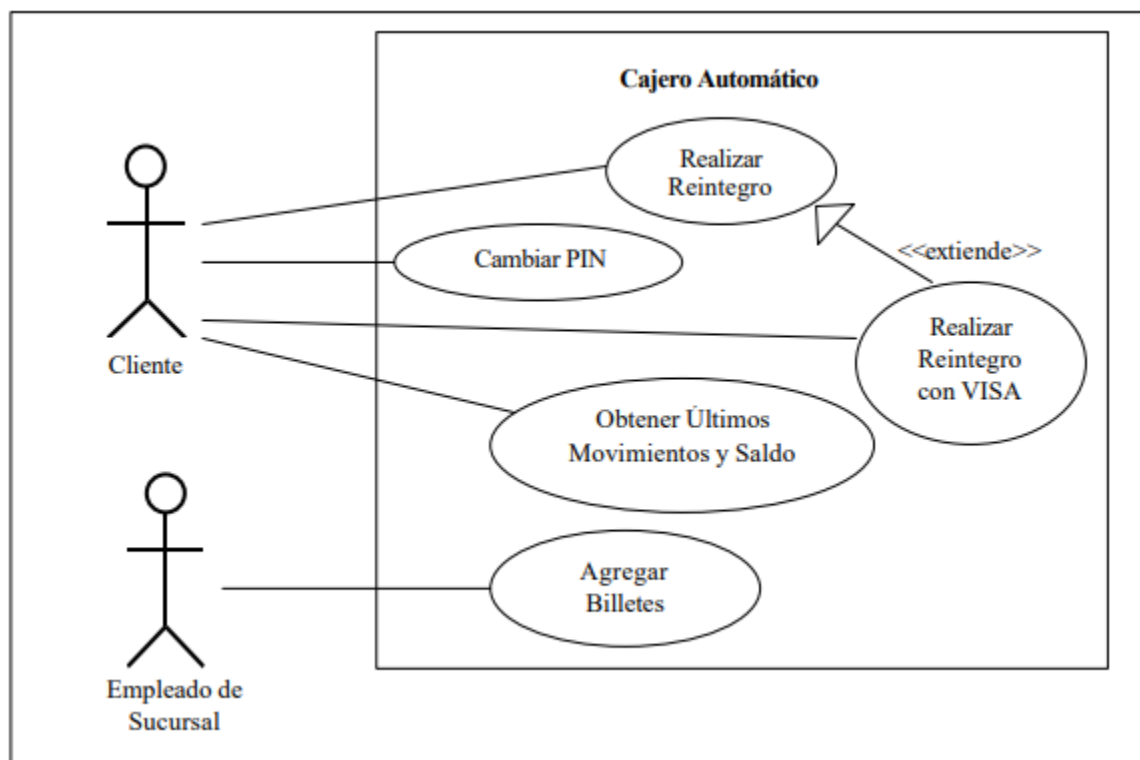 Cajero Automático
Realizar
Reintegro
<<extiende>>
Cambiar PIN
Realizar
Reintegro
con VISA
Cliente
Obtener Últimos
Movimientos y Saldo
Agregar
Billetes
Empleado de
Sucursal